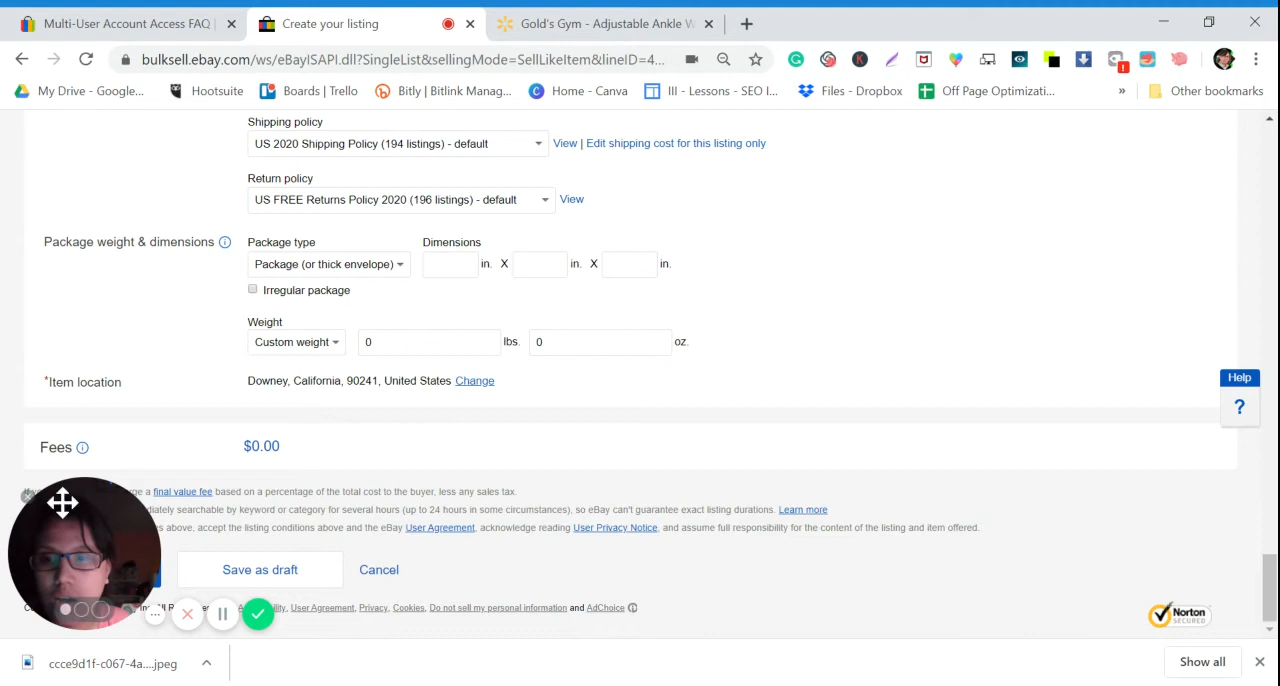 Multi-User Account Access FAQ
Create your listing
Gold's Gym - Adjustable Ankle W
bulksell.ebay.com/ws/eBayISAPI.dll?SingleList&sellingMode=SellLikeItem&lineID=4...
My Drive - Google...
Hootsuite
Boards | Trello
Bitly | Bitlink Manag...
Home - Canva
III - Lessons - SEO I...
Files - Dropbox
Off Page Optimizati...
»
Other bookmarks
Shipping policy
US 2020 Shipping Policy (194 listings) - default
View | Edit shipping cost for this listing only
Return policy
US FREE Returns Policy 2020 (196 listings) - default
View
Package weight & dimensions
Package type
Dimensions
Package (or thick envelope)
in. X in. X in.
Irregular package
Weight
Custom weight
0 lbs. 0 oz.
*Item location
Downey, California, 90241, United States Change
Help
?
Fees
$0.00
a final value fee based on a percentage of the total cost to the buyer, less any sales tax.
searchable by keyword or category for several hours (up to 24 hours in some circumstances), so eBay can't guarantee exact listing durations. Learn more
above, accept the listing conditions above and the eBay User Agreement, acknowledge reading User Privacy Notice, and assume full responsibility for the content of the listing and item offered.
Save as draft
Cancel
User Agreement, Privacy, Cookies, Do not sell my personal information and AdChoice
Norton
SECURED
ccce9d1f-c067-4a....jpeg
Show all